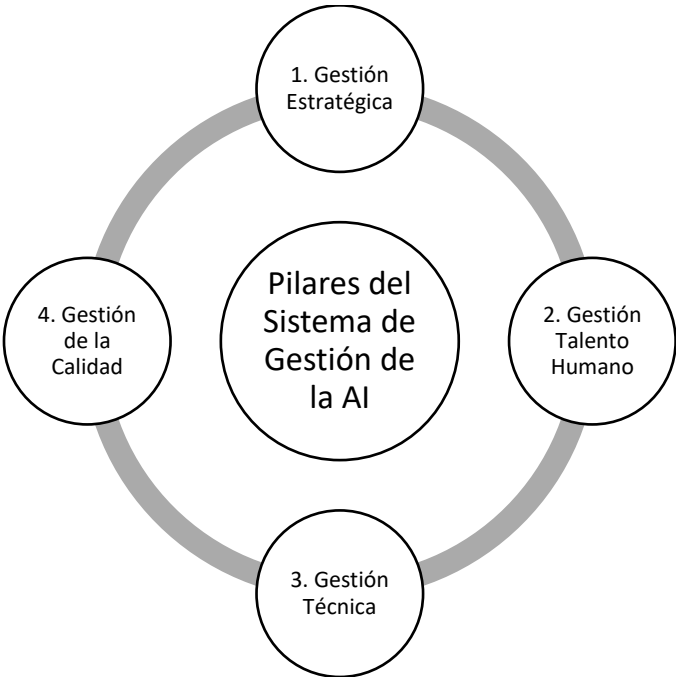 1. Gestión
Estratégica
Pilares del
Sistema de
Gestión de
la AI
4. Gestión
de la
Calidad
2. Gestión
Talento
Humano
3. Gestión
Técnica